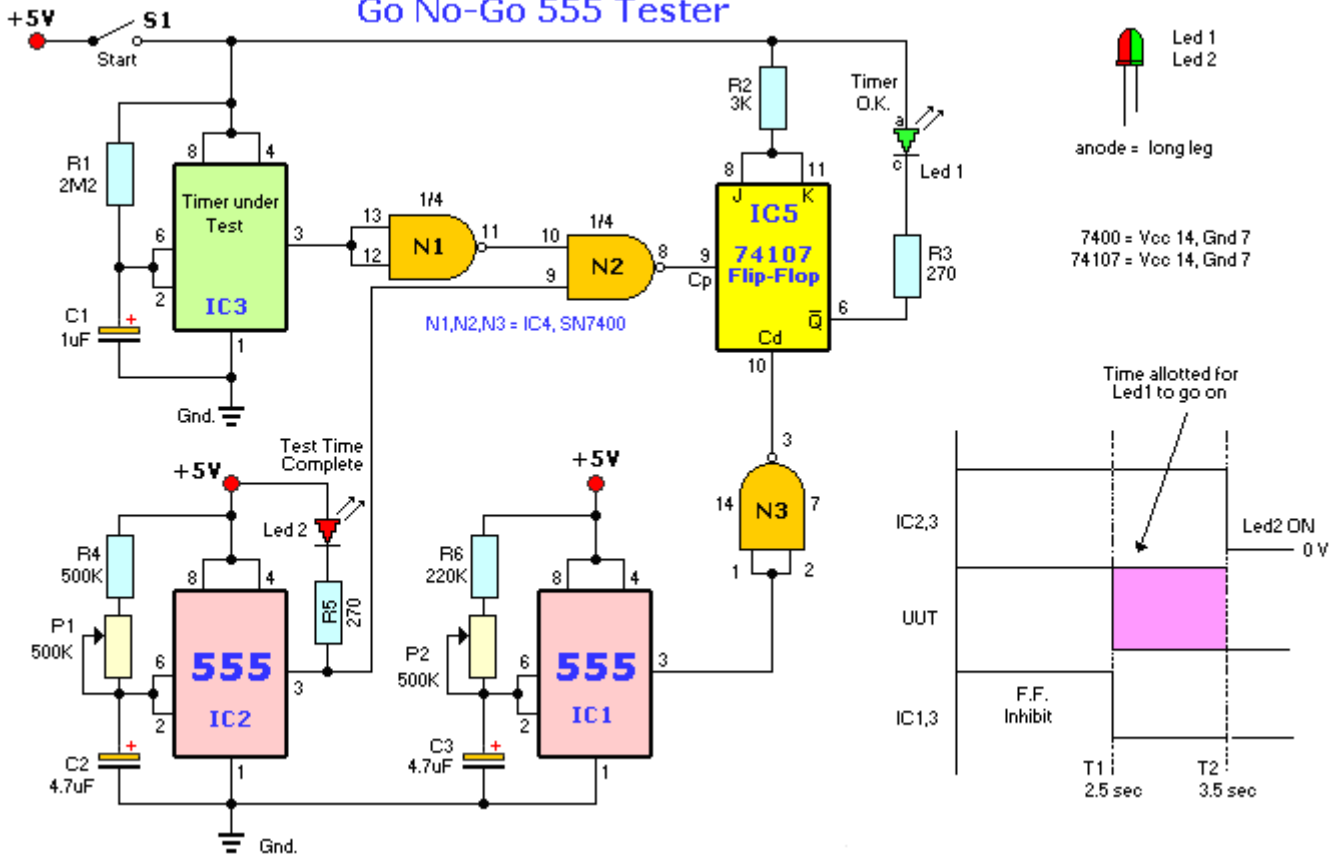 Go No-Go 555 Tester
+5V
S1
Start
R1
2M2
8
4
Timer under
Test
6
2
3
IC3
1
C1
+
1uF
Gnd.
13
12
1/4
N1
11
10
9
1/4
N2
8
N1,N2,N3 = IC4, SN7400
R2
3K
8
11
J
K
IC5
9
74107
Cp
Flip-Flop
Q
6
Cd
10
Timer
O.K.
a
c
Led 1
R3
270
Led 1
Led 2
anode = long leg
7400 = Vcc 14, Gnd 7
74107 = Vcc 14, Gnd 7
3
14
N3
7
1
2
+5V
Test Time
Complete
Led 2
R4
500K
8
4
R5
270
P1
500K
6
2
555
3
IC2
C2
+
4.7uF
1
Gnd.
+5V
R6
220K
8
4
P2
500K
6
2
555
3
IC1
C3
+
4.7uF
1
Time allotted for
Led1 to go on
IC2,3
Led2 ON
0 V
UUT
IC1,3
F.F.
Inhibit
T1
2.5 sec
T2
3.5 sec